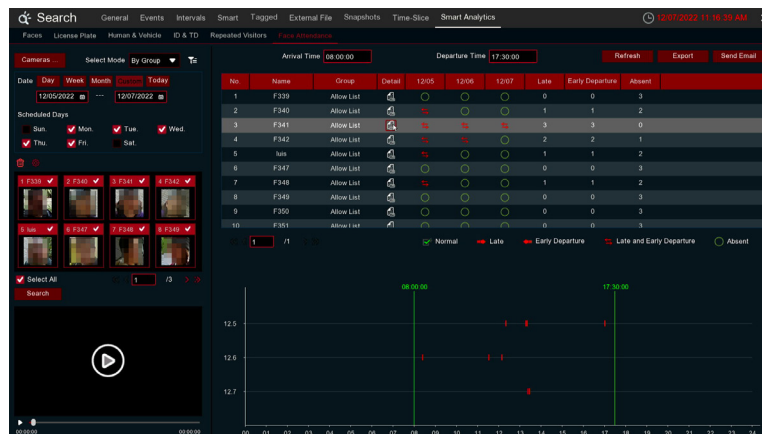 Search General Events Intervals Smart Tagged External File Snapshots Time-Slice Smart Analytics 12/07/2022 11:16:39 AM
Faces License Plate Human & Vehicle ID & TD Repeated Visitors Face Attendance
Cameras ... Select Mode By Group Arrival Time 08:00:00 Departure Time 17:30:00 Refresh Export Send Email
Date Day Week Month Custom Today
12/05/2022 --- 12/07/2022
Scheduled Days
Sun. Mon. Tue. Wed.
Thu. Fri. Sat.
No. Name Group Detail 12/05 12/06 12/07 Late Early Departure Absent
1 F339 Allow List 0 0 3
2 F340 Allow List 1 1 2
3 F341 Allow List 3 3 0
4 F342 Allow List 2 2 1
5 luis Allow List 1 1 2
6 F347 Allow List 0 0 3
7 F348 Allow List 1 1 2
8 F349 Allow List 0 0 3
9 F350 Allow List 0 0 3
10 F351 Allow List 0 0 3
1 F339 2 F340 3 F341 4 F342
5 luis 6 F347 7 F348 8 F349
Select All 1 /3
Search
1 /1 Normal Late Early Departure Late and Early Departure Absent
08:00:00 17:30:00
12.5
12.6
12.7
00 01 02 03 04 05 06 07 08 09 10 11 12 13 14 15 16 17 18 19 20 21 22 23 24
00:00:00 00:00:00